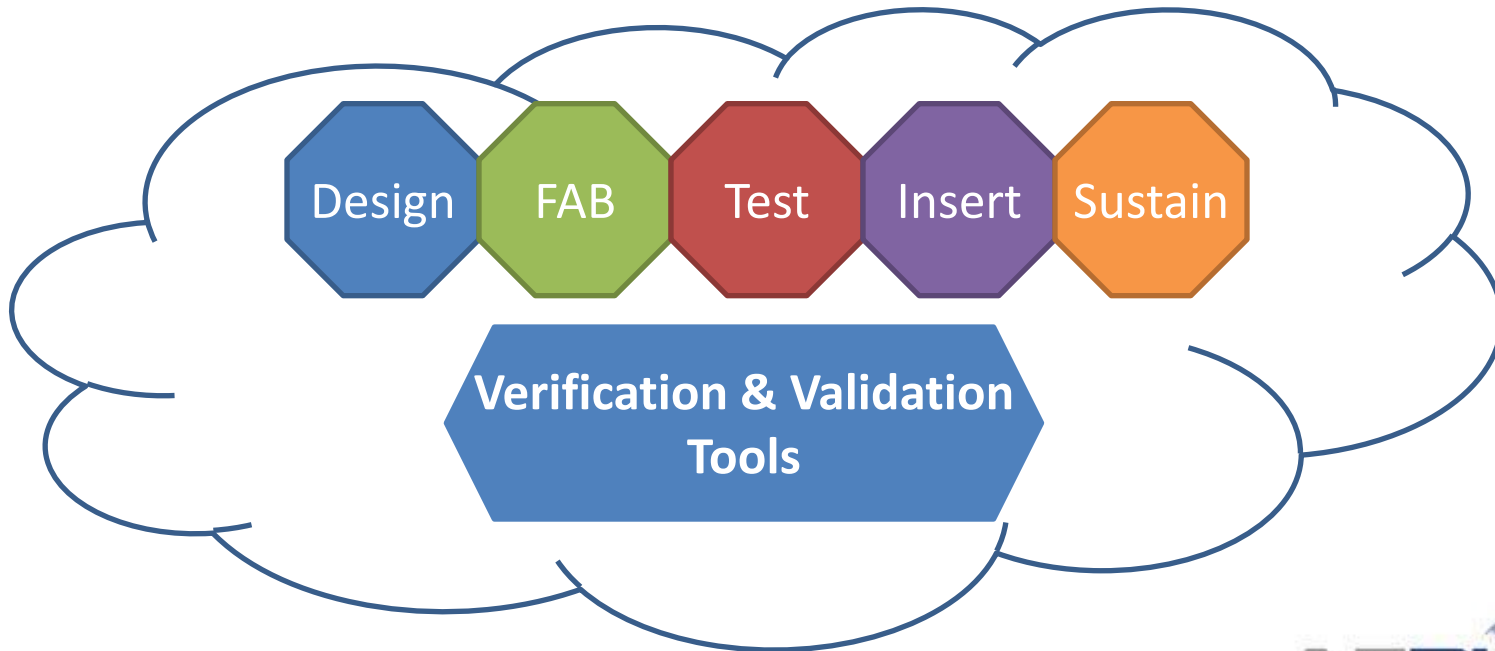 Design
FAB
Test
Insert
Sustain
Verification & Validation
Tools